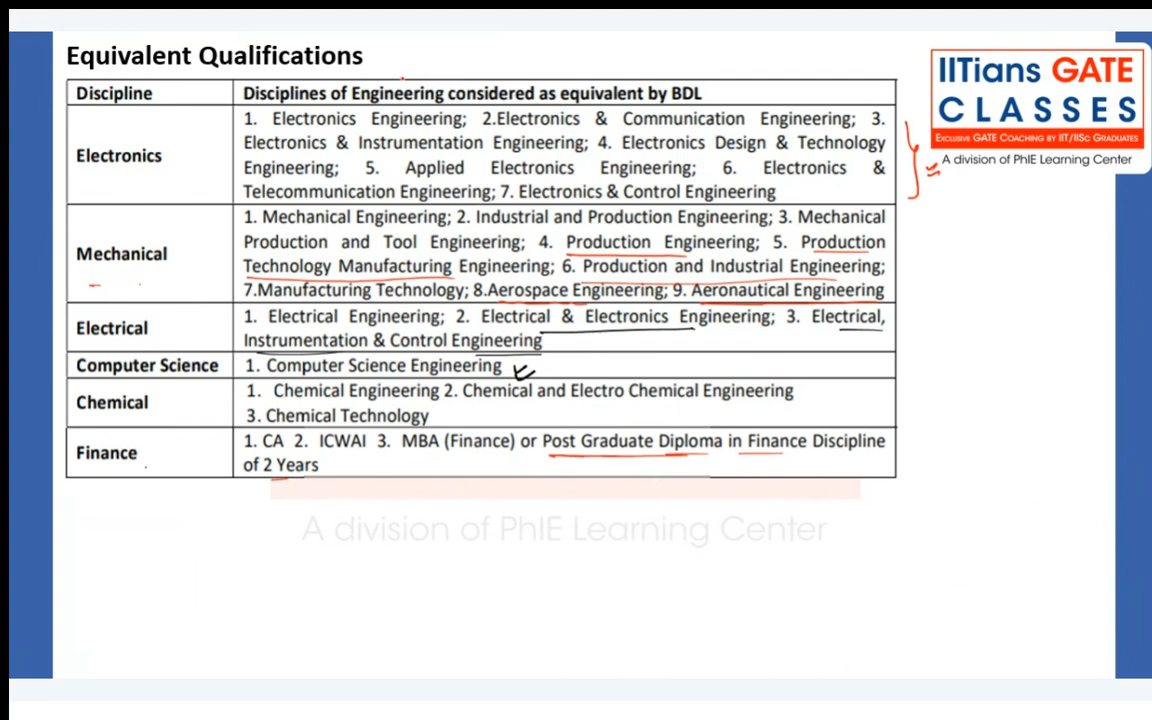 Equivalent Qualifications
IITians GATE
CLASSES
EXCLUSIVE GATE COACHING BY IIT/IISC GRADUATES
A division of PhIE Learning Center
Discipline
Disciplines of Engineering considered as equivalent by BDL
Electronics
1. Electronics Engineering; 2.Electronics & Communication Engineering; 3.
Electronics & Instrumentation Engineering; 4. Electronics Design & Technology
Engineering; 5. Applied Electronics Engineering; 6. Electronics &
Telecommunication Engineering; 7. Electronics & Control Engineering
Mechanical
1. Mechanical Engineering; 2. Industrial and Production Engineering; 3. Mechanical
Production and Tool Engineering; 4. Production Engineering; 5. Production
Technology Manufacturing Engineering; 6. Production and Industrial Engineering;
7.Manufacturing Technology; 8.Aerospace Engineering; 9. Aeronautical Engineering
Electrical
1. Electrical Engineering; 2. Electrical & Electronics Engineering; 3. Electrical,
Instrumentation & Control Engineering
Computer Science
1. Computer Science Engineering
Chemical
1. Chemical Engineering 2. Chemical and Electro Chemical Engineering
3. Chemical Technology
Finance
1. CA 2. ICWAI 3. MBA (Finance) or Post Graduate Diploma in Finance Discipline
of 2 Years
A division of PhIE Learning Center